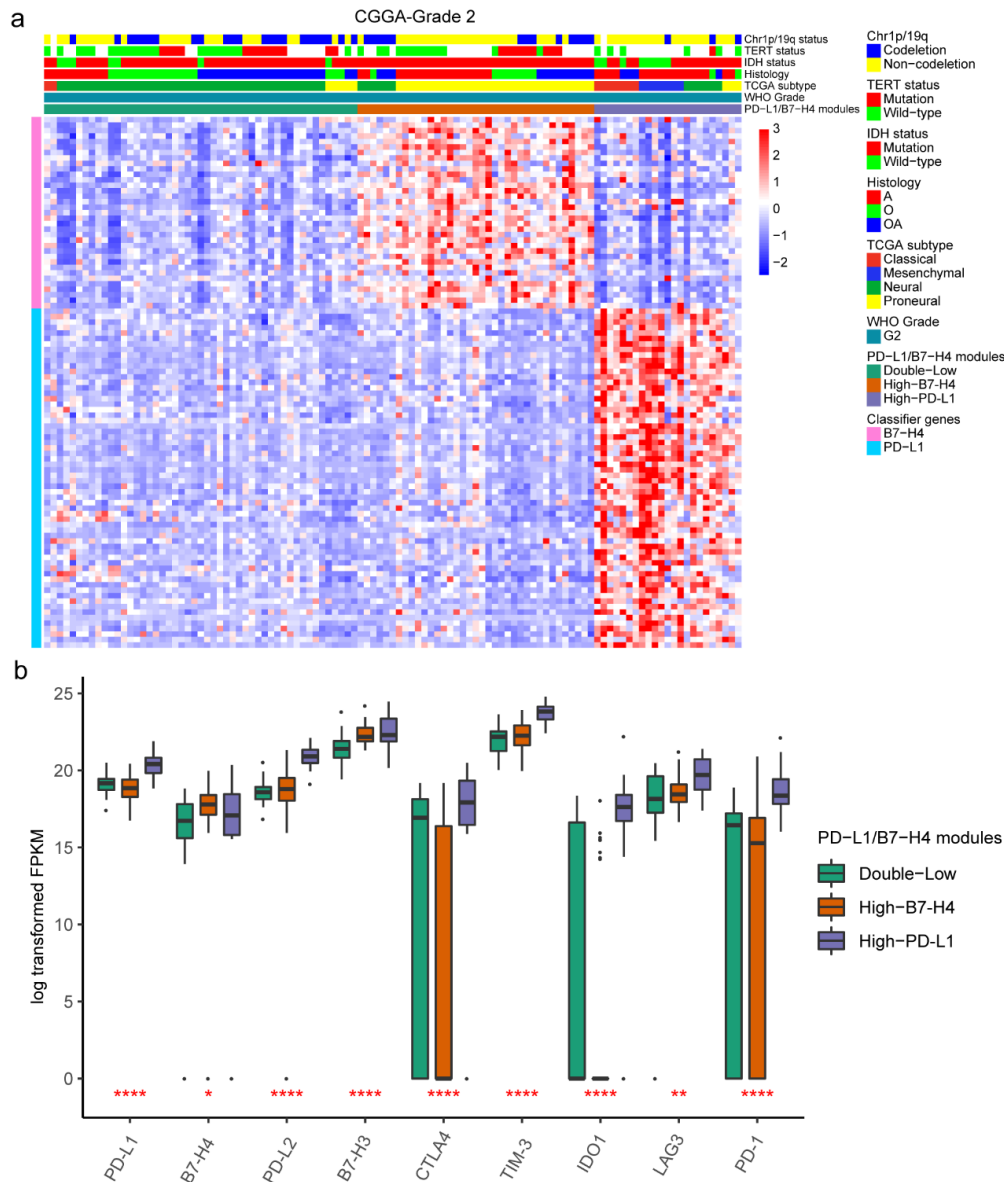 a
CGGA-Grade 2
Chr1p/19q status
TERT status
IDH status
Histology
TCGA subtype
WHO Grade
PD-L1/B7-H4 modules
3
2
1
0
−1
−2
Chr1p/19q
Codeletion
Non-codeletion
TERT status
Mutation
Wild-type
IDH status
Mutation
Wild-type
Histology
A
O
OA
TCGA subtype
Classical
Mesenchymal
Neural
Proneural
WHO Grade
G2
PD-L1/B7-H4 modules
Double-Low
High-B7-H4
High-PD-L1
Classifier genes
B7-H4
PD-L1
b
log transformed FPKM
25
20
15
10
5
0
**** * **** **** **** **** **** ** ****
PD-L1
B7-H4
PD-L2
B7-H3
CTLA4
TIM-3
IDO1
LAG3
PD-1
PD-L1/B7-H4 modules
Double-Low
High-B7-H4
High-PD-L1